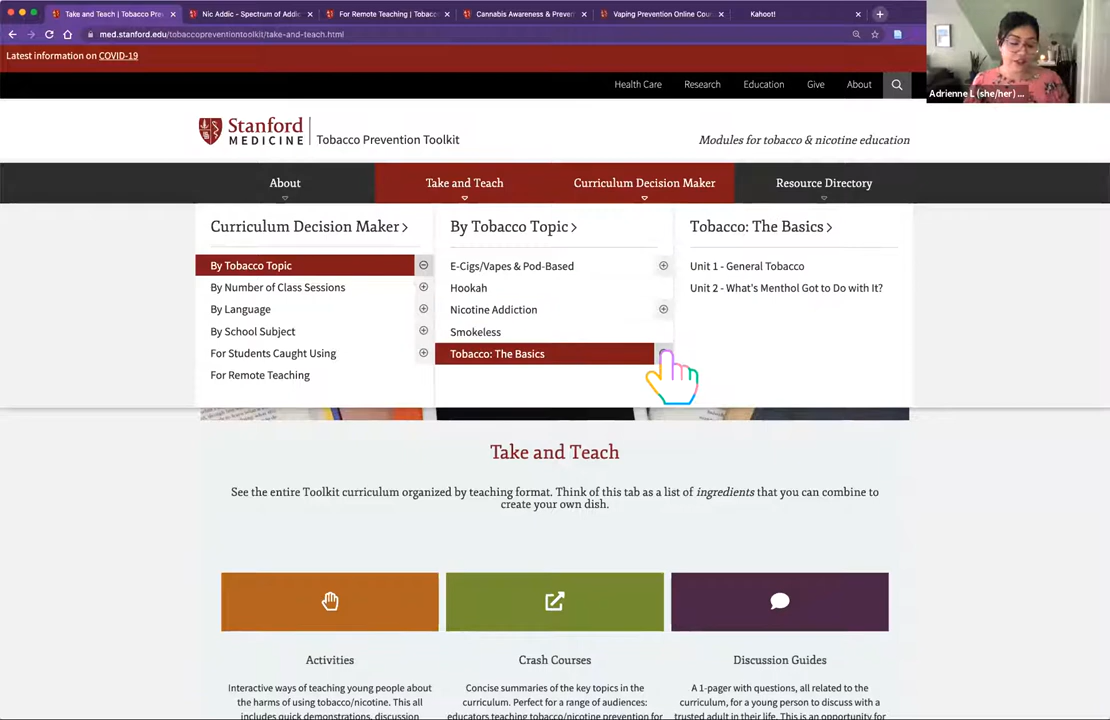 Take and Teach | Tobacco Prev
Nic Addic - Spectrum of Addic
For Remote Teaching | Tobacc
Cannabis Awareness & Preven
Vaping Prevention Online Cou
Kahoot!
med.stanford.edu/tobaccopreventiontoolkit/take-and-teach.html
Adrienne L (she/her) ...
Latest information on COVID-19
Health Care
Research
Education
Give
About
Stanford
MEDICINE
Tobacco Prevention Toolkit
Modules for tobacco & nicotine education
About
Take and Teach
Curriculum Decision Maker
Resource Directory
Curriculum Decision Maker
By Tobacco Topic
By Number of Class Sessions
By Language
By School Subject
For Students Caught Using
For Remote Teaching
By Tobacco Topic
E-Cigs/Vapes & Pod-Based
Hookah
Nicotine Addiction
Smokeless
Tobacco: The Basics
Tobacco: The Basics
Unit 1 - General Tobacco
Unit 2 - What's Menthol Got to Do with It?
Take and Teach
See the entire Toolkit curriculum organized by teaching format. Think of this tab as a list of ingredients that you can combine to
create your own dish.
Activities
Interactive ways of teaching young people about
the harms of using tobacco/nicotine. This all
includes quick demonstrations, discussion
Crash Courses
Concise summaries of the key topics in the
curriculum. Perfect for a range of audiences:
educators teaching tobacco/nicotine prevention for
Discussion Guides
A 1-pager with questions, all related to the
curriculum, for a young person to discuss with a
trusted adult in their life. This is an opportunity for